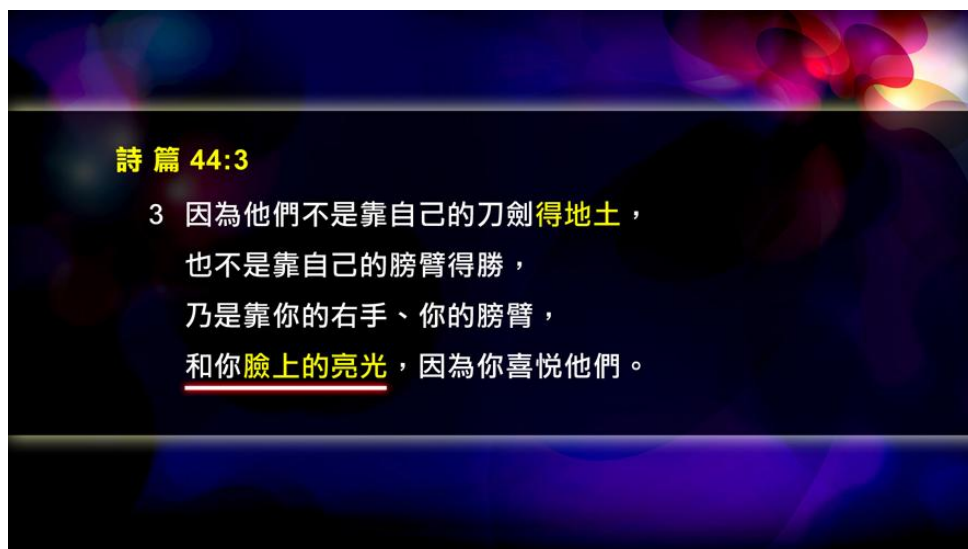 詩 篇 44:3
3 因為他們不是靠自己的刀劍得地土，
也不是靠自己的膀臂得勝，
乃是靠你的右手、你的膀臂，
和你臉上的亮光，因為你喜悅他們。